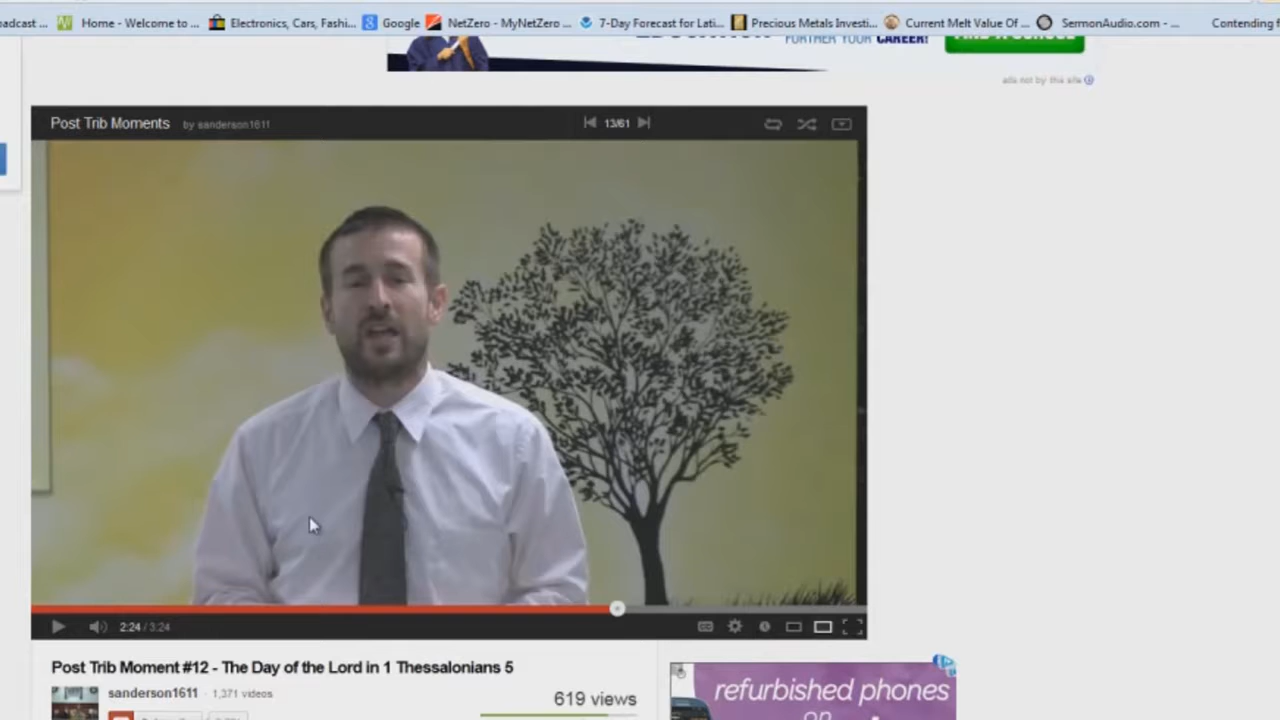 adcast ... Home - Welcome to ... Electronics, Cars, Fashi... Google NetZero - MyNetZero ... 7-Day Forecast for Lati... Precious Metals Investi... Current Melt Value Of ... SermonAudio.com - ... Contending f
FURTHER YOUR CAREER!
ads not by this site
Post Trib Moments by sanderson1611 13/61
2:24 / 3:24
Post Trib Moment #12 - The Day of the Lord in 1 Thessalonians 5
sanderson1611 · 1,371 videos
619 views
refurbished phones
on